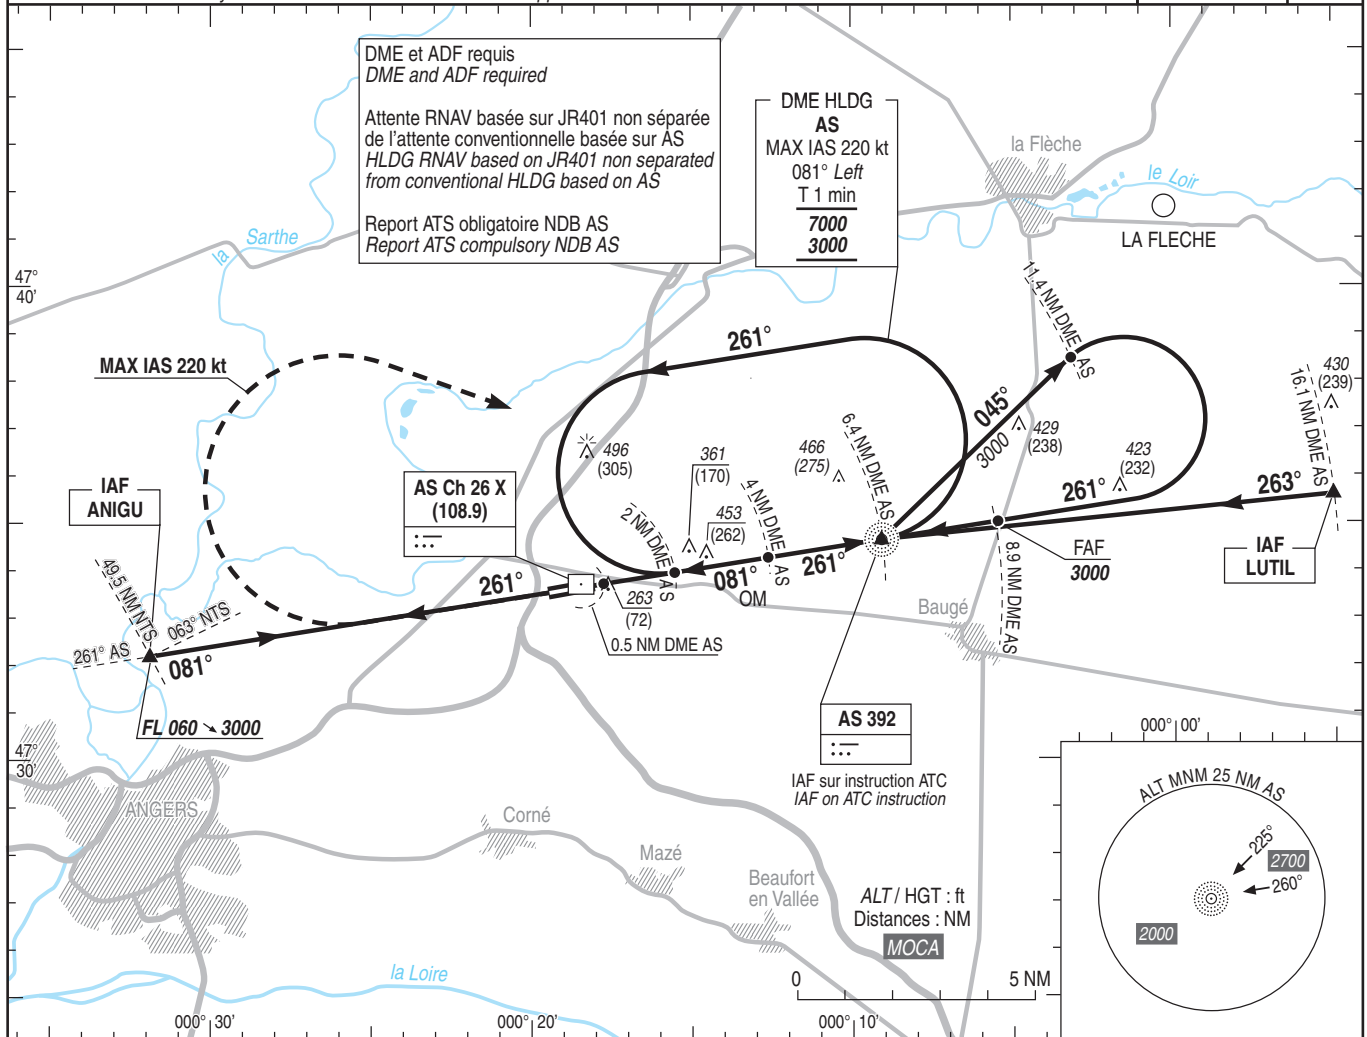 DME et ADF requis
DME and ADF required
Attente RNAV basée sur JR401 non séparée
de l'attente conventionnelle basée sur AS
HLDG RNAV based on JR401 non separated
from conventional HLDG based on AS
Report ATS obligatoire NDB AS
Report ATS compulsory NDB AS
DME HLDG
AS
MAX IAS 220 kt
081° Left
T 1 min
7000
3000
la Flèche
le Loir
LA FLECHE
la Sarthe
47°
40'
MAX IAS 220 kt
261°
11.4 NM DME AS
045°
3000
429
(238)
430
(239)
16.1 NM DME AS
423
(232)
261°
263°
496
(305)
361
(170)
453
(262)
466
(275)
6.4 NM DME AS
4 NM DME AS
2 NM DME AS
IAF
ANIGU
AS Ch 26 X
(108.9)
261°
081°
261°
OM
263
(72)
0.5 NM DME AS
FAF
3000
8.9 NM DME AS
IAF
LUTIL
Baugé
49.5 NM NTS
063° NTS
261° AS
081°
FL 060 ↘ 3000
AS 392
IAF sur instruction ATC
IAF on ATC instruction
47°
30'
ANGERS
Corné
Mazé
Beaufort
en Vallée
la Loire
ALT / HGT : ft
Distances : NM
MOCA
0
5 NM
000° 00'
ALT MNM 25 NM AS
225°
2700
260°
2000
000° 30'
000° 20'
000° 10'